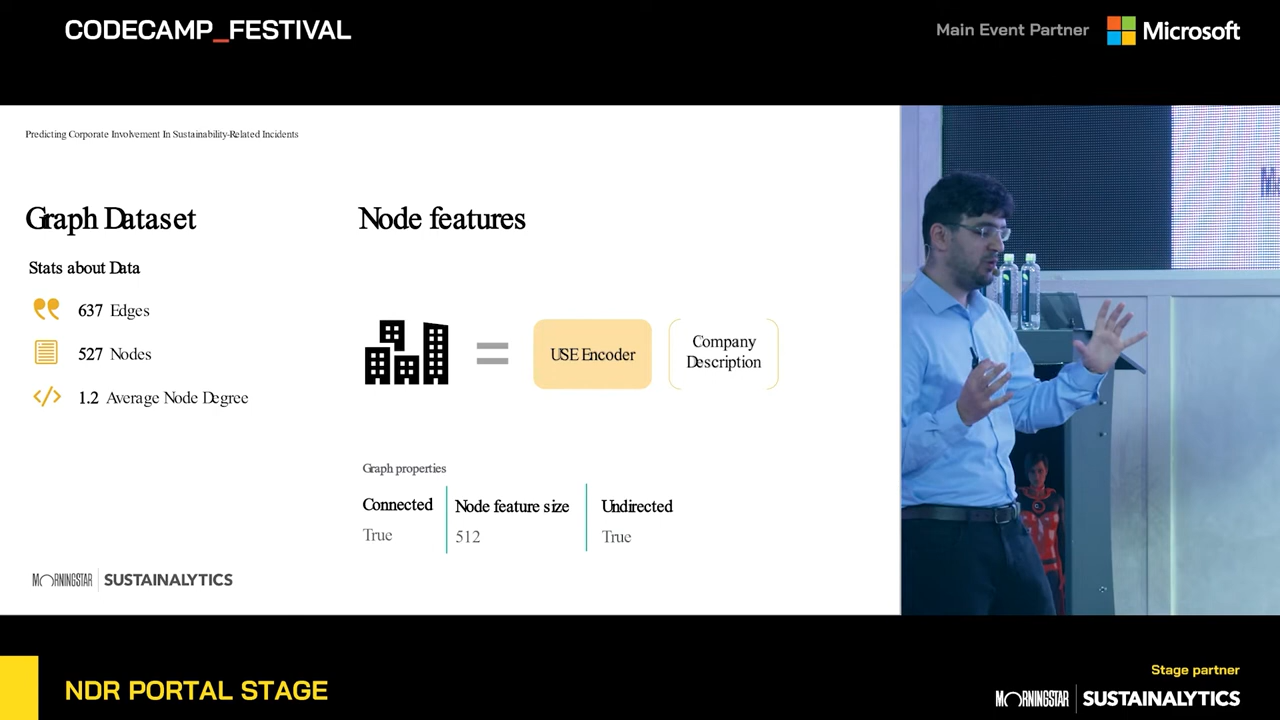 CODECAMP_FESTIVAL
Main Event Partner
Microsoft
Predicting Corporate Involvement In Sustainability-Related Incidents
Graph Dataset
Stats about Data
637 Edges
527 Nodes
1.2 Average Node Degree
Node features
USE Encoder
Company
Description
Graph properties
Connected
True
Node feature size
512
Undirected
True
MORNINGSTAR | SUSTAINALYTICS
NDR PORTAL STAGE
Stage partner
MORNINGSTAR | SUSTAINALYTICS